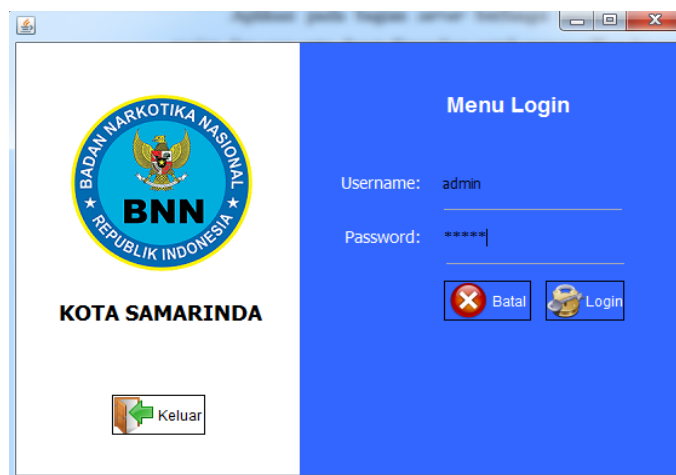 BADAN NARKOTIKA NASIONAL
BNN
REPUBLIK INDONESIA
KOTA SAMARINDA
Keluar
Menu Login
Username: admin
Password: *****
Batal
Login